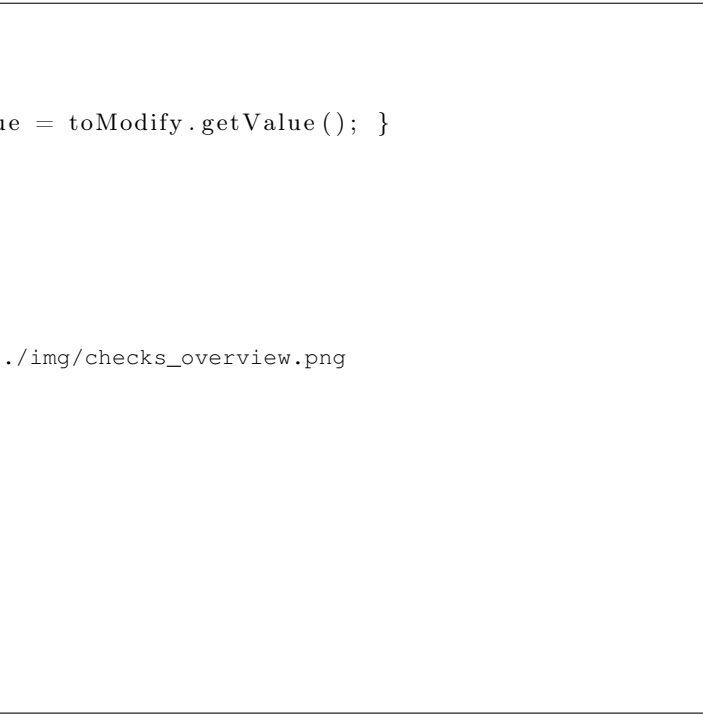 ue = toModify.getValue(); }
./img/checks_overview.png